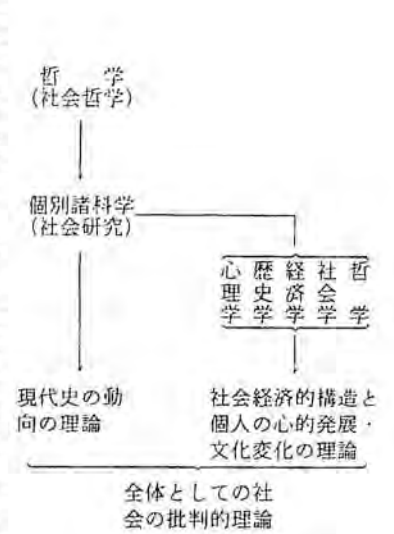 哲学
(社会哲学)
個別諸科学
(社会研究)
心理学
歴史学
経済学
社会学
哲学
現代史の動
向の理論
社会経済的構造と
個人の心的発展・
文化変化の理論
全体としての社
会の批判的理論